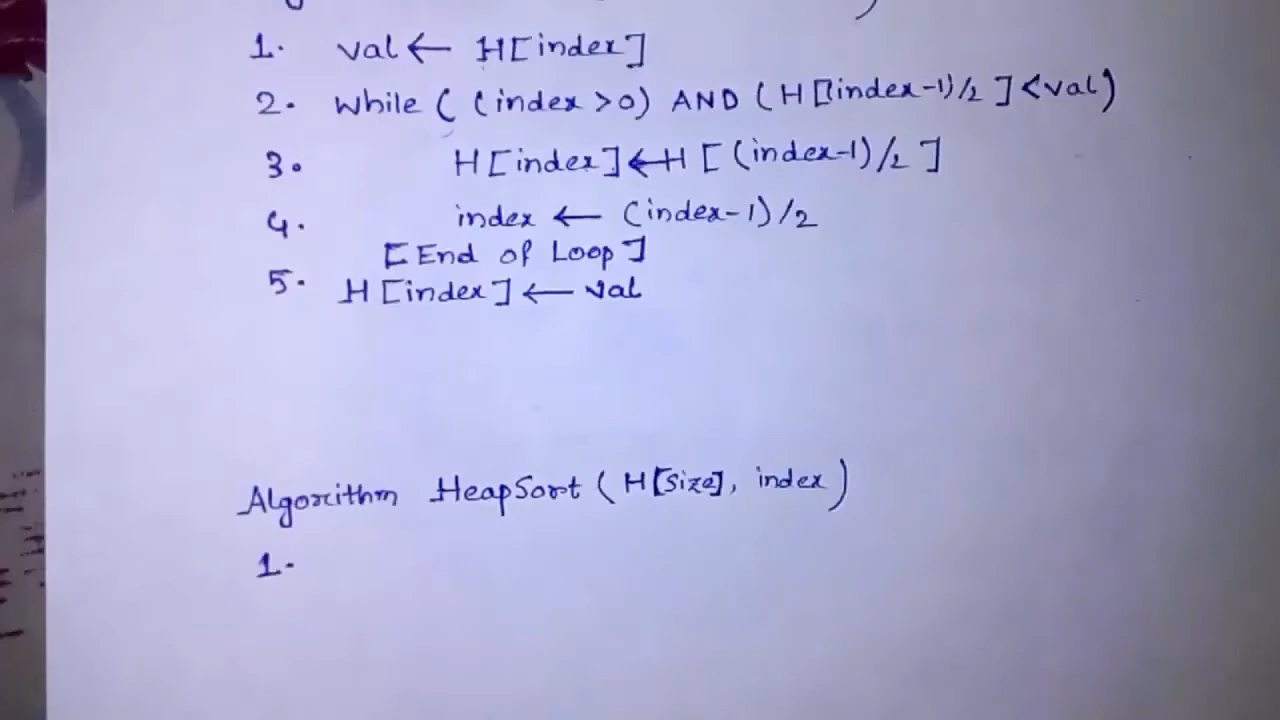 1. val ← H[index]
2. While ( (index >0) AND (H[(index-1)/2 ] <val)
3. H[index] ← H [ (index-1)/2 ]
4. index ← (index-1)/2
[End of Loop]
5. H[index] ← val
Algorithm HeapSort ( H[size], index )
1.